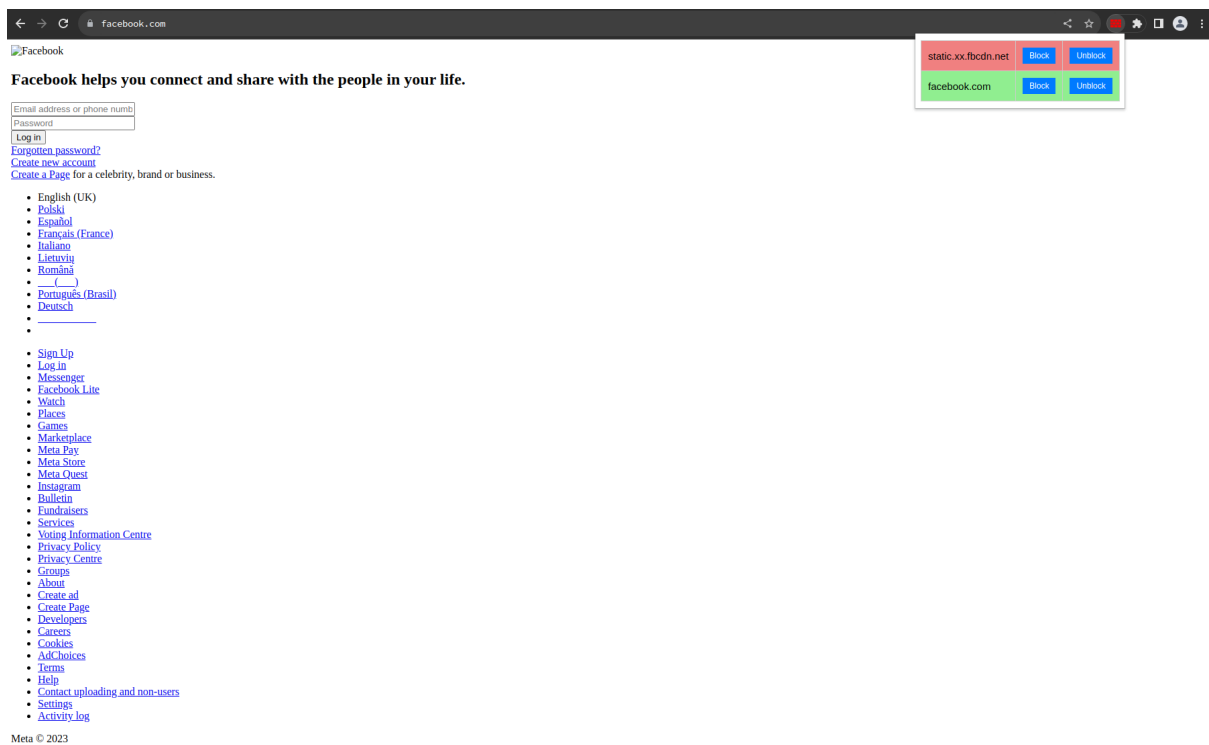 facebook.com
static.xx.fbcdn.net Block Unblock
facebook.com Block Unblock
Facebook
Facebook helps you connect and share with the people in your life.
Email address or phone numb
Password
Log in
Forgotten password?
Create new account
Create a Page for a celebrity, brand or business.
English (UK)
Polski
Español
Français (France)
Italiano
Lietuvių
Română
___(___)
Português (Brasil)
Deutsch
Sign Up
Log in
Messenger
Facebook Lite
Watch
Places
Games
Marketplace
Meta Pay
Meta Store
Meta Quest
Instagram
Bulletin
Fundraisers
Services
Voting Information Centre
Privacy Policy
Privacy Centre
Groups
About
Create ad
Create Page
Developers
Careers
Cookies
AdChoices
Terms
Help
Contact uploading and non-users
Settings
Activity log
Meta © 2023